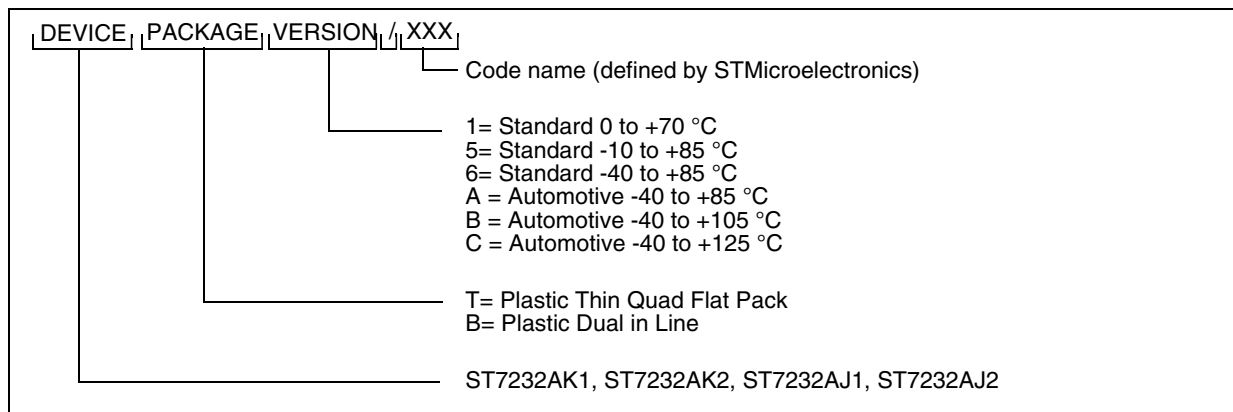 DEVICE PACKAGE VERSION / XXX
Code name (defined by STMicroelectronics)
1= Standard 0 to +70 °C
5= Standard -10 to +85 °C
6= Standard -40 to +85 °C
A = Automotive -40 to +85 °C
B = Automotive -40 to +105 °C
C = Automotive -40 to +125 °C
T= Plastic Thin Quad Flat Pack
B= Plastic Dual in Line
ST7232AK1, ST7232AK2, ST7232AJ1, ST7232AJ2